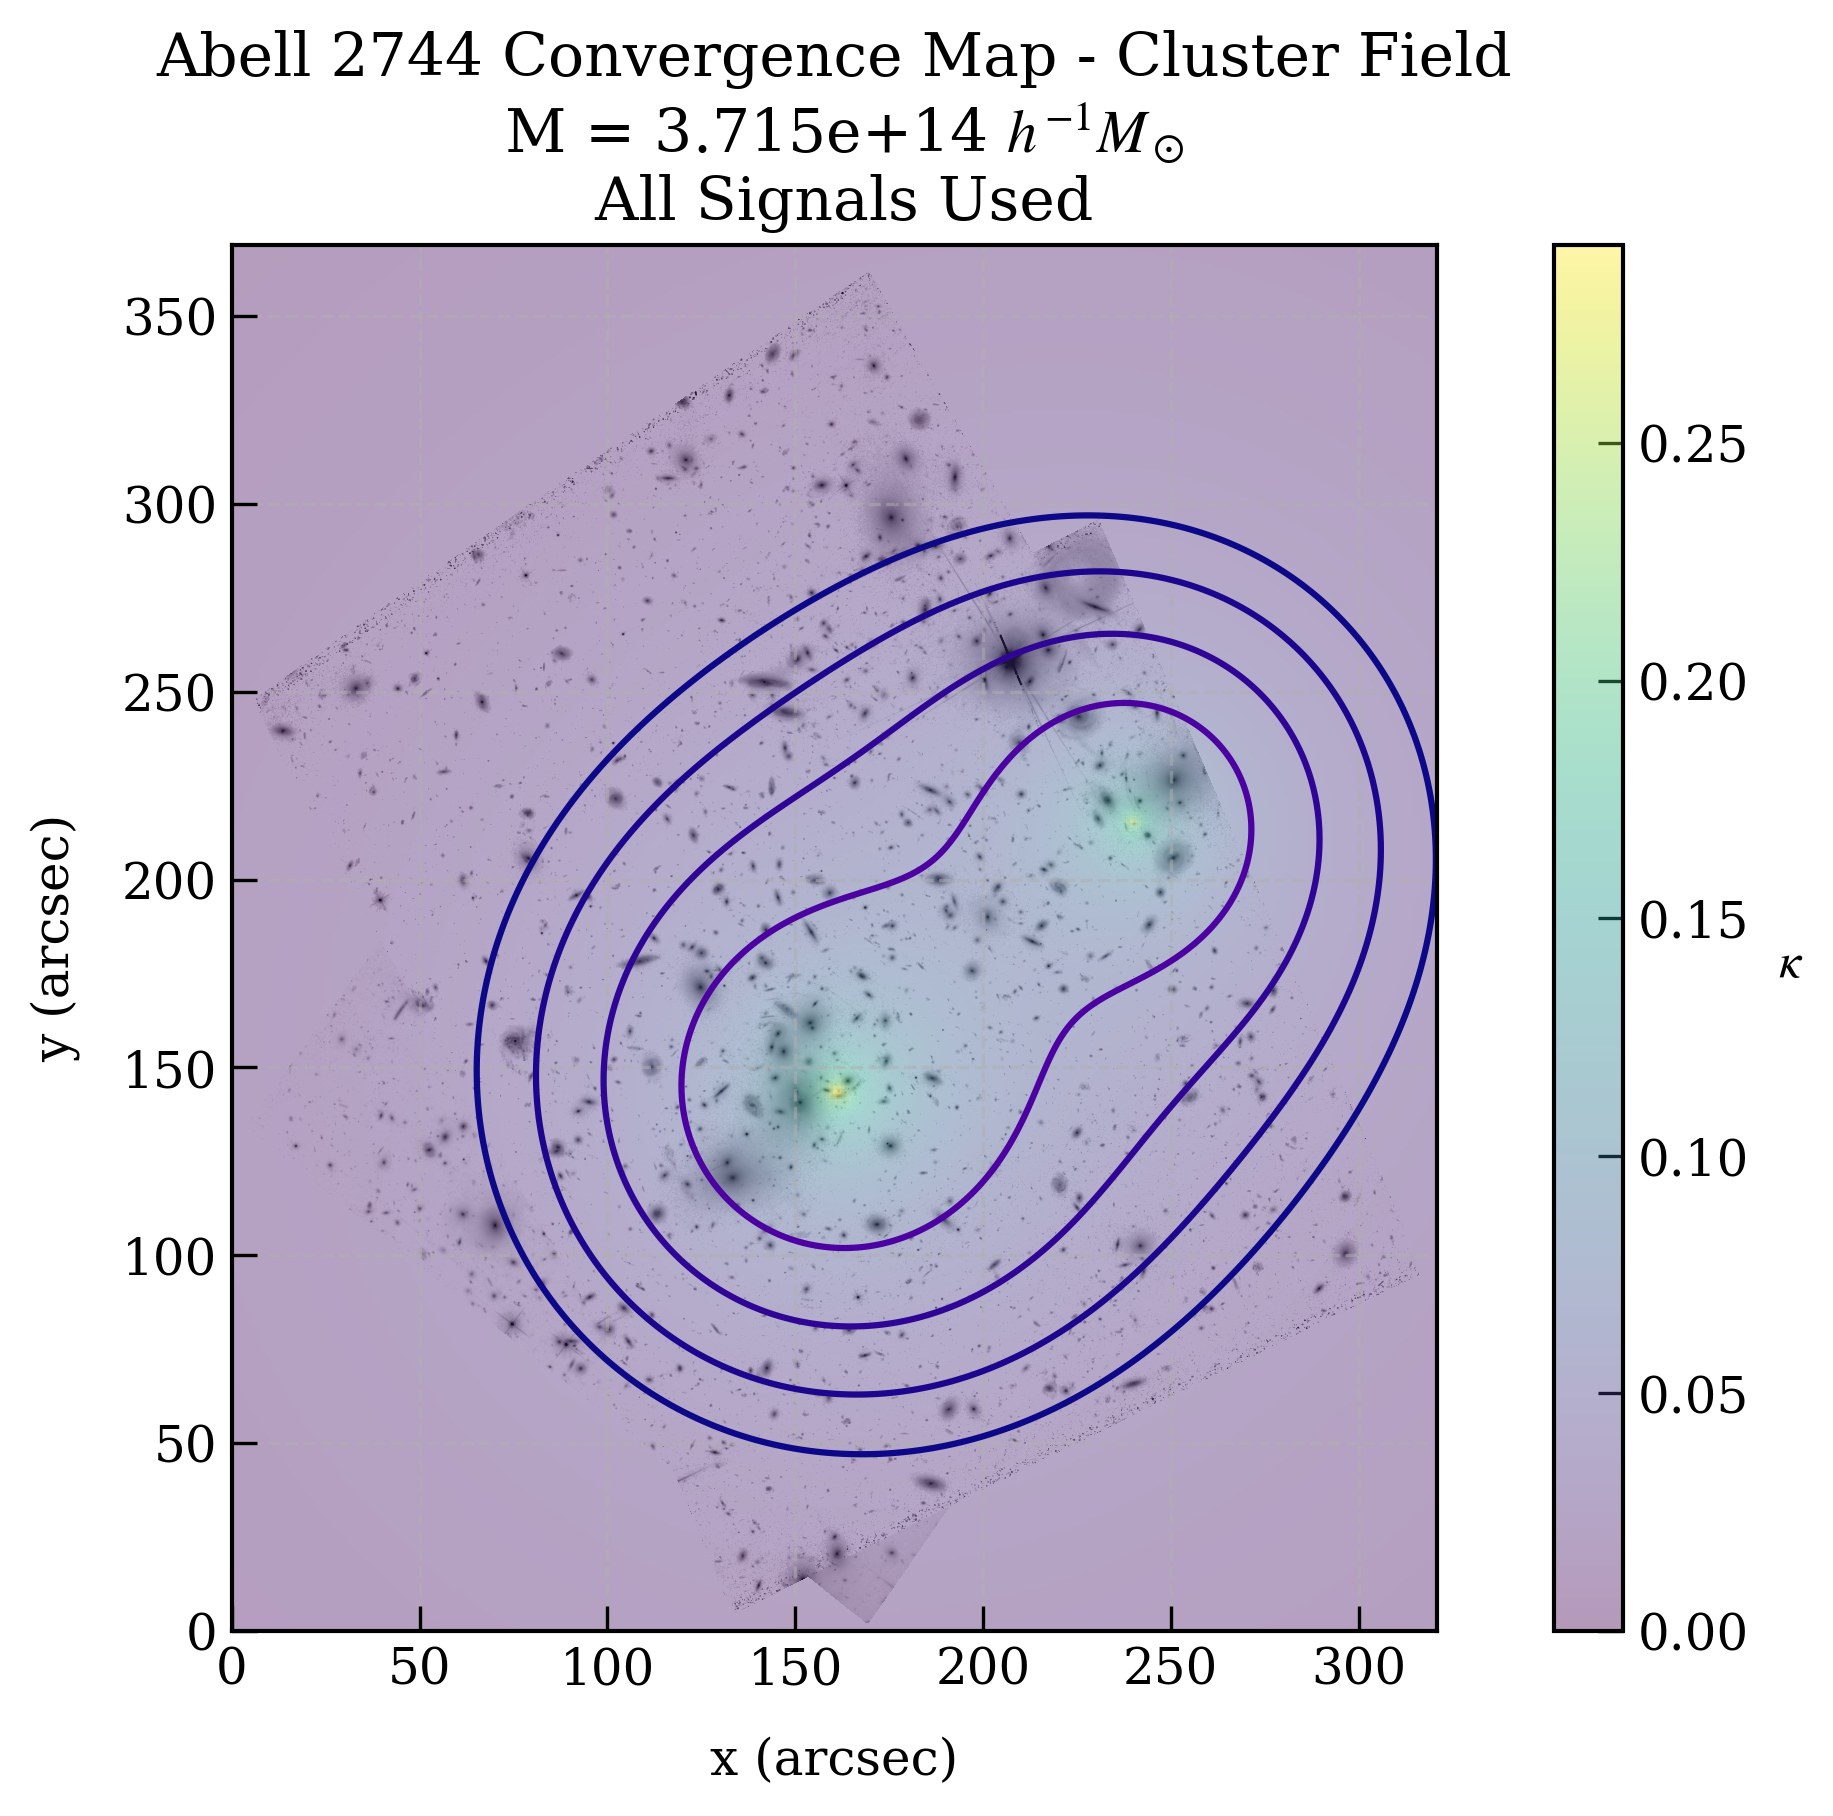 Abell 2744 Convergence Map - Cluster Field
M = 3.715e+14 h⁻¹M⊙
All Signals Used
350
300
250
200
150
100
50
0
y (arcsec)
0 50 100 150 200 250 300
x (arcsec)
0.25
0.20
0.15
0.10
0.05
0.00
κ